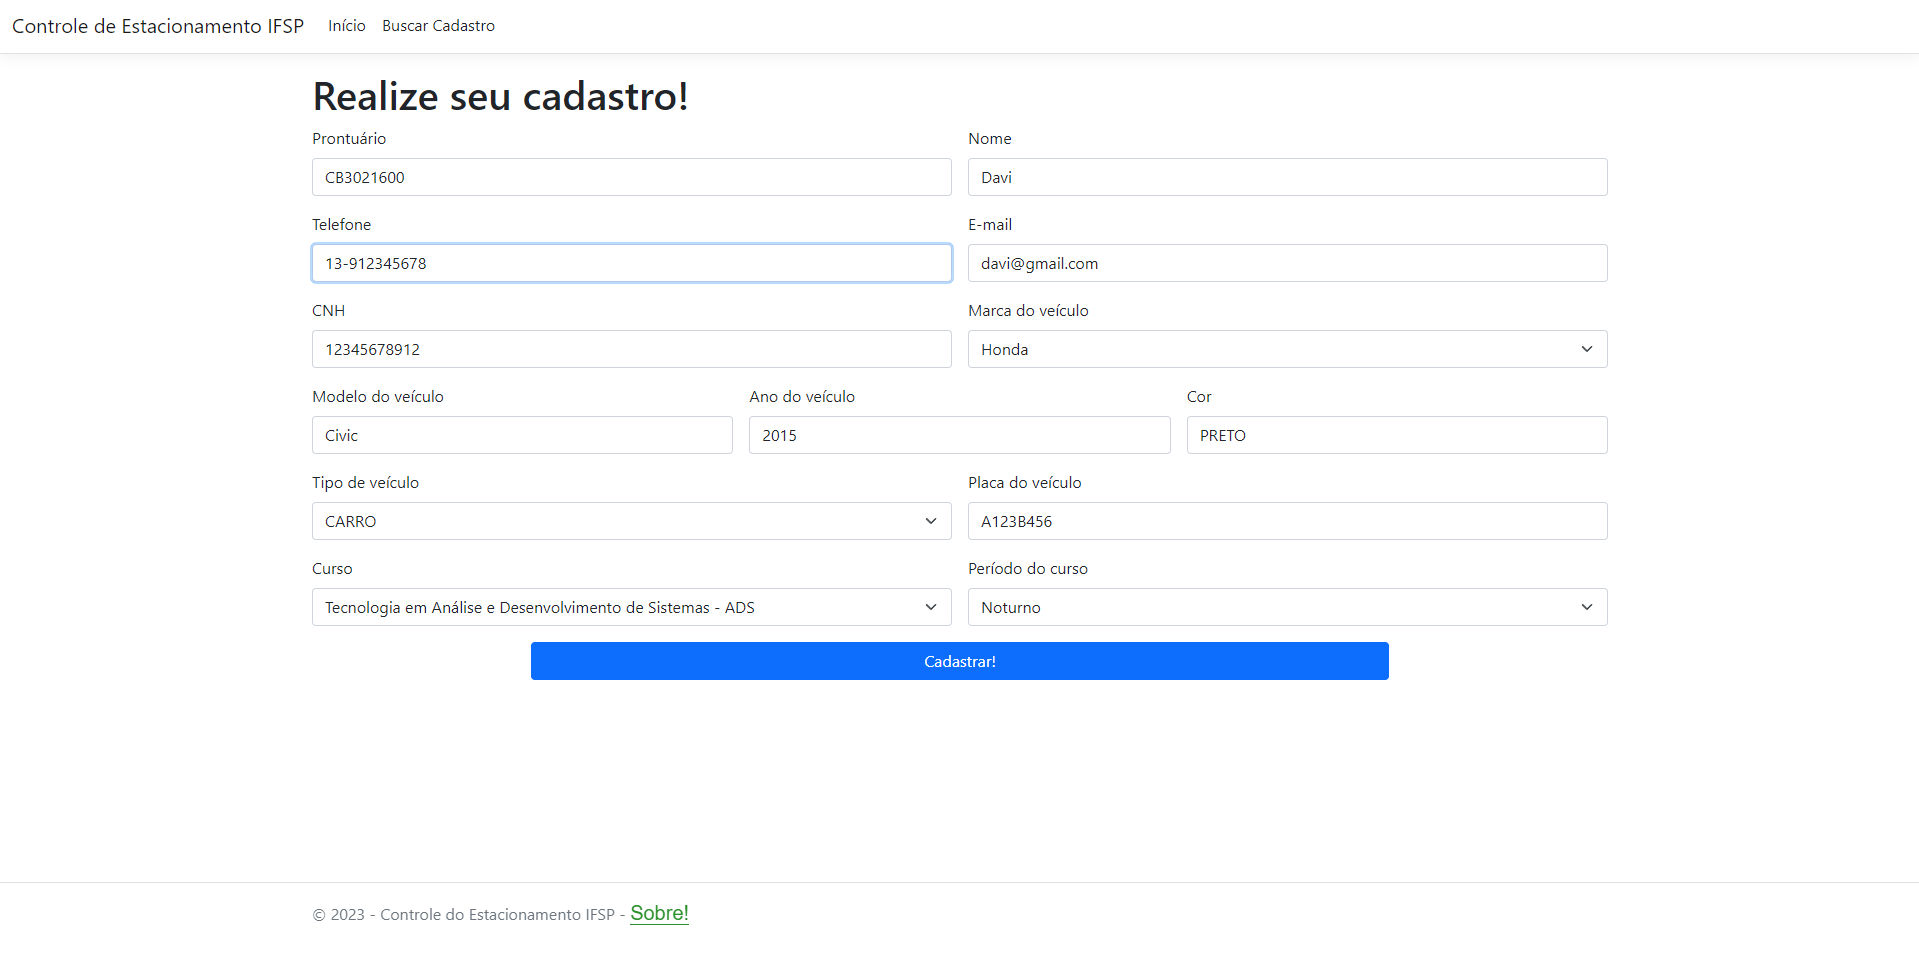 Controle de Estacionamento IFSP Início Buscar Cadastro
Realize seu cadastro!
Prontuário Nome
CB3021600 Davi
Telefone E-mail
13-912345678 davi@gmail.com
CNH Marca do veículo
12345678912 Honda
Modelo do veículo Ano do veículo Cor
Civic 2015 PRETO
Tipo de veículo Placa do veículo
CARRO A123B456
Curso Período do curso
Tecnologia em Análise e Desenvolvimento de Sistemas - ADS Noturno
Cadastrar!
© 2023 - Controle do Estacionamento IFSP - Sobre!